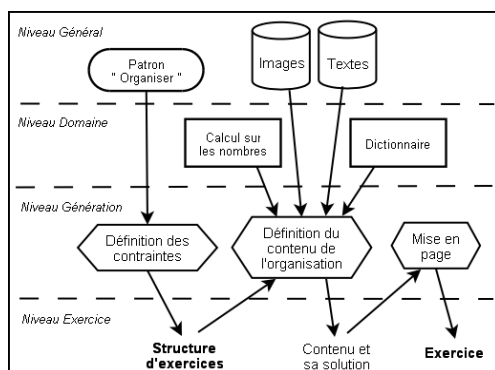 Niveau Général
Patron
" Organiser "
Images
Textes
Niveau Domaine
Calcul sur
les nombres
Dictionnaire
Niveau Génération
Définition des
contraintes
Définition du
contenu de
l'organisation
Mise en
page
Niveau Exercice
Structure
d'exercices
Contenu et
sa solution
Exercice